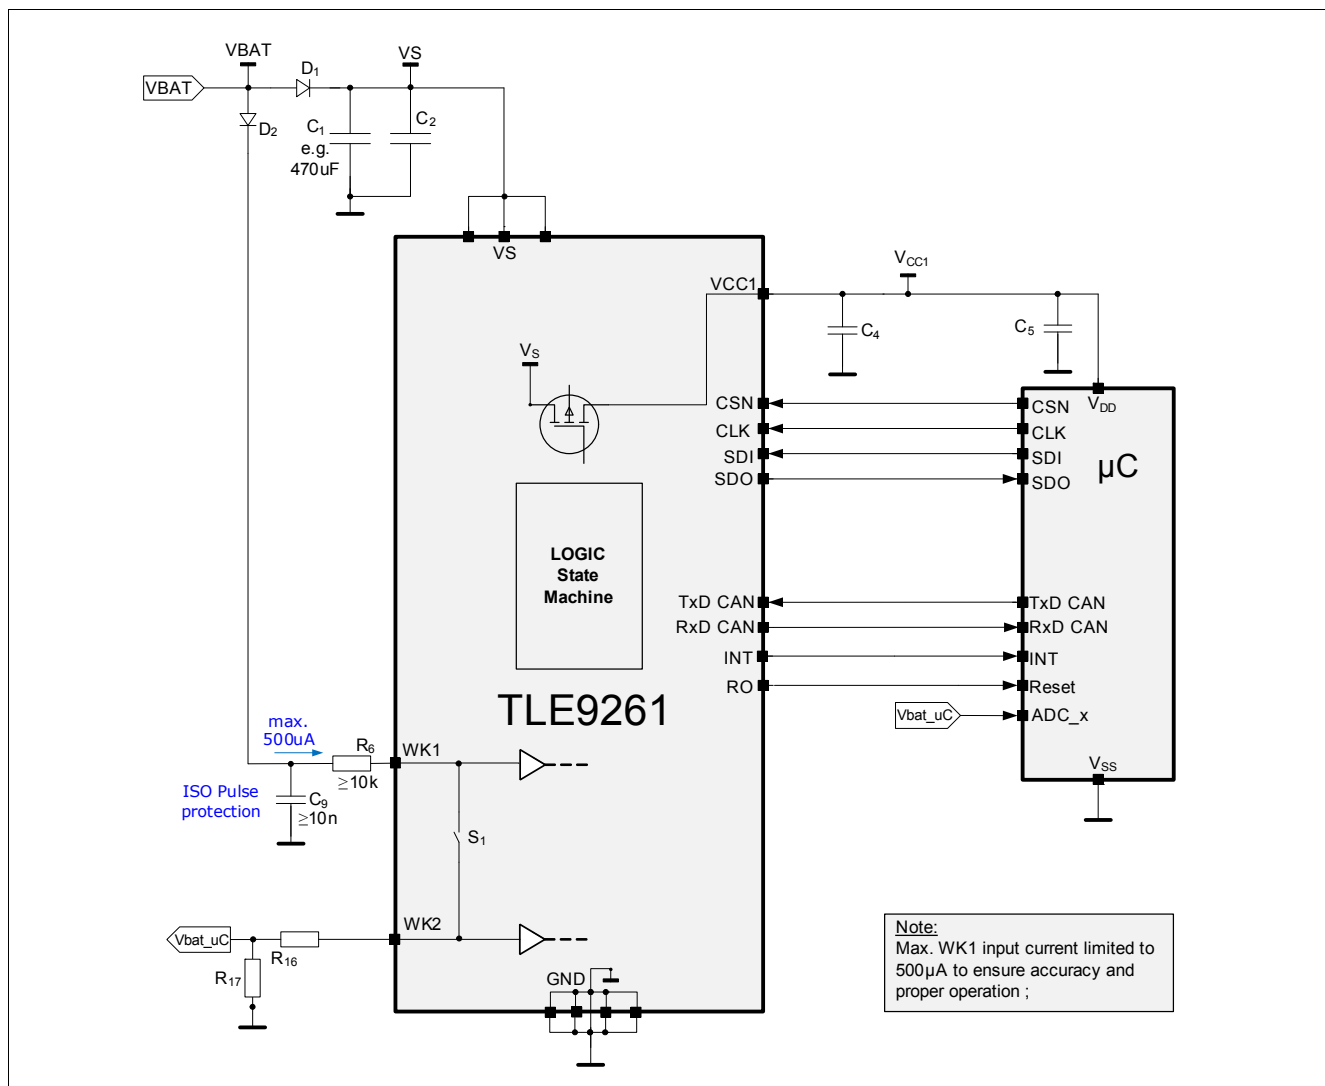 VBAT
VS
VBAT
D1
D2
C1
e.g.
470uF
C2
VS
VCC1
VCC1
C4
C5
VS
VDD
CSN
CLK
SDI
SDO
CSN
CLK
SDI
SDO
µC
LOGIC
State
Machine
TxD CAN
RxD CAN
INT
RO
TxD CAN
RxD CAN
INT
Reset
ADC_x
Vbat_uC
VSS
TLE9261
max.
500uA
R6
≥10k
WK1
ISO Pulse
protection
C9
≥10n
S1
WK2
Vbat_uC
R16
R17
GND
Note:
Max. WK1 input current limited to
500µA to ensure accuracy and
proper operation ;